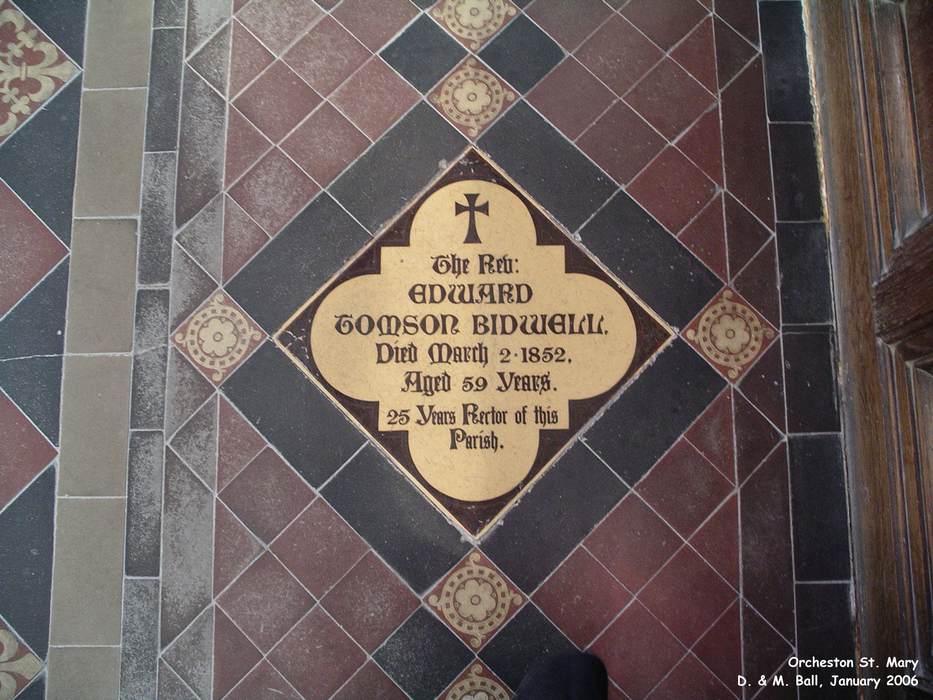 The Rev:
EDWARD
TOMSON BIDWELL.
Died March 2·1852.
Aged 59 Years.
25 Years Rector of this
Parish.
Orcheston St. Mary
D. & M. Ball, January 2006